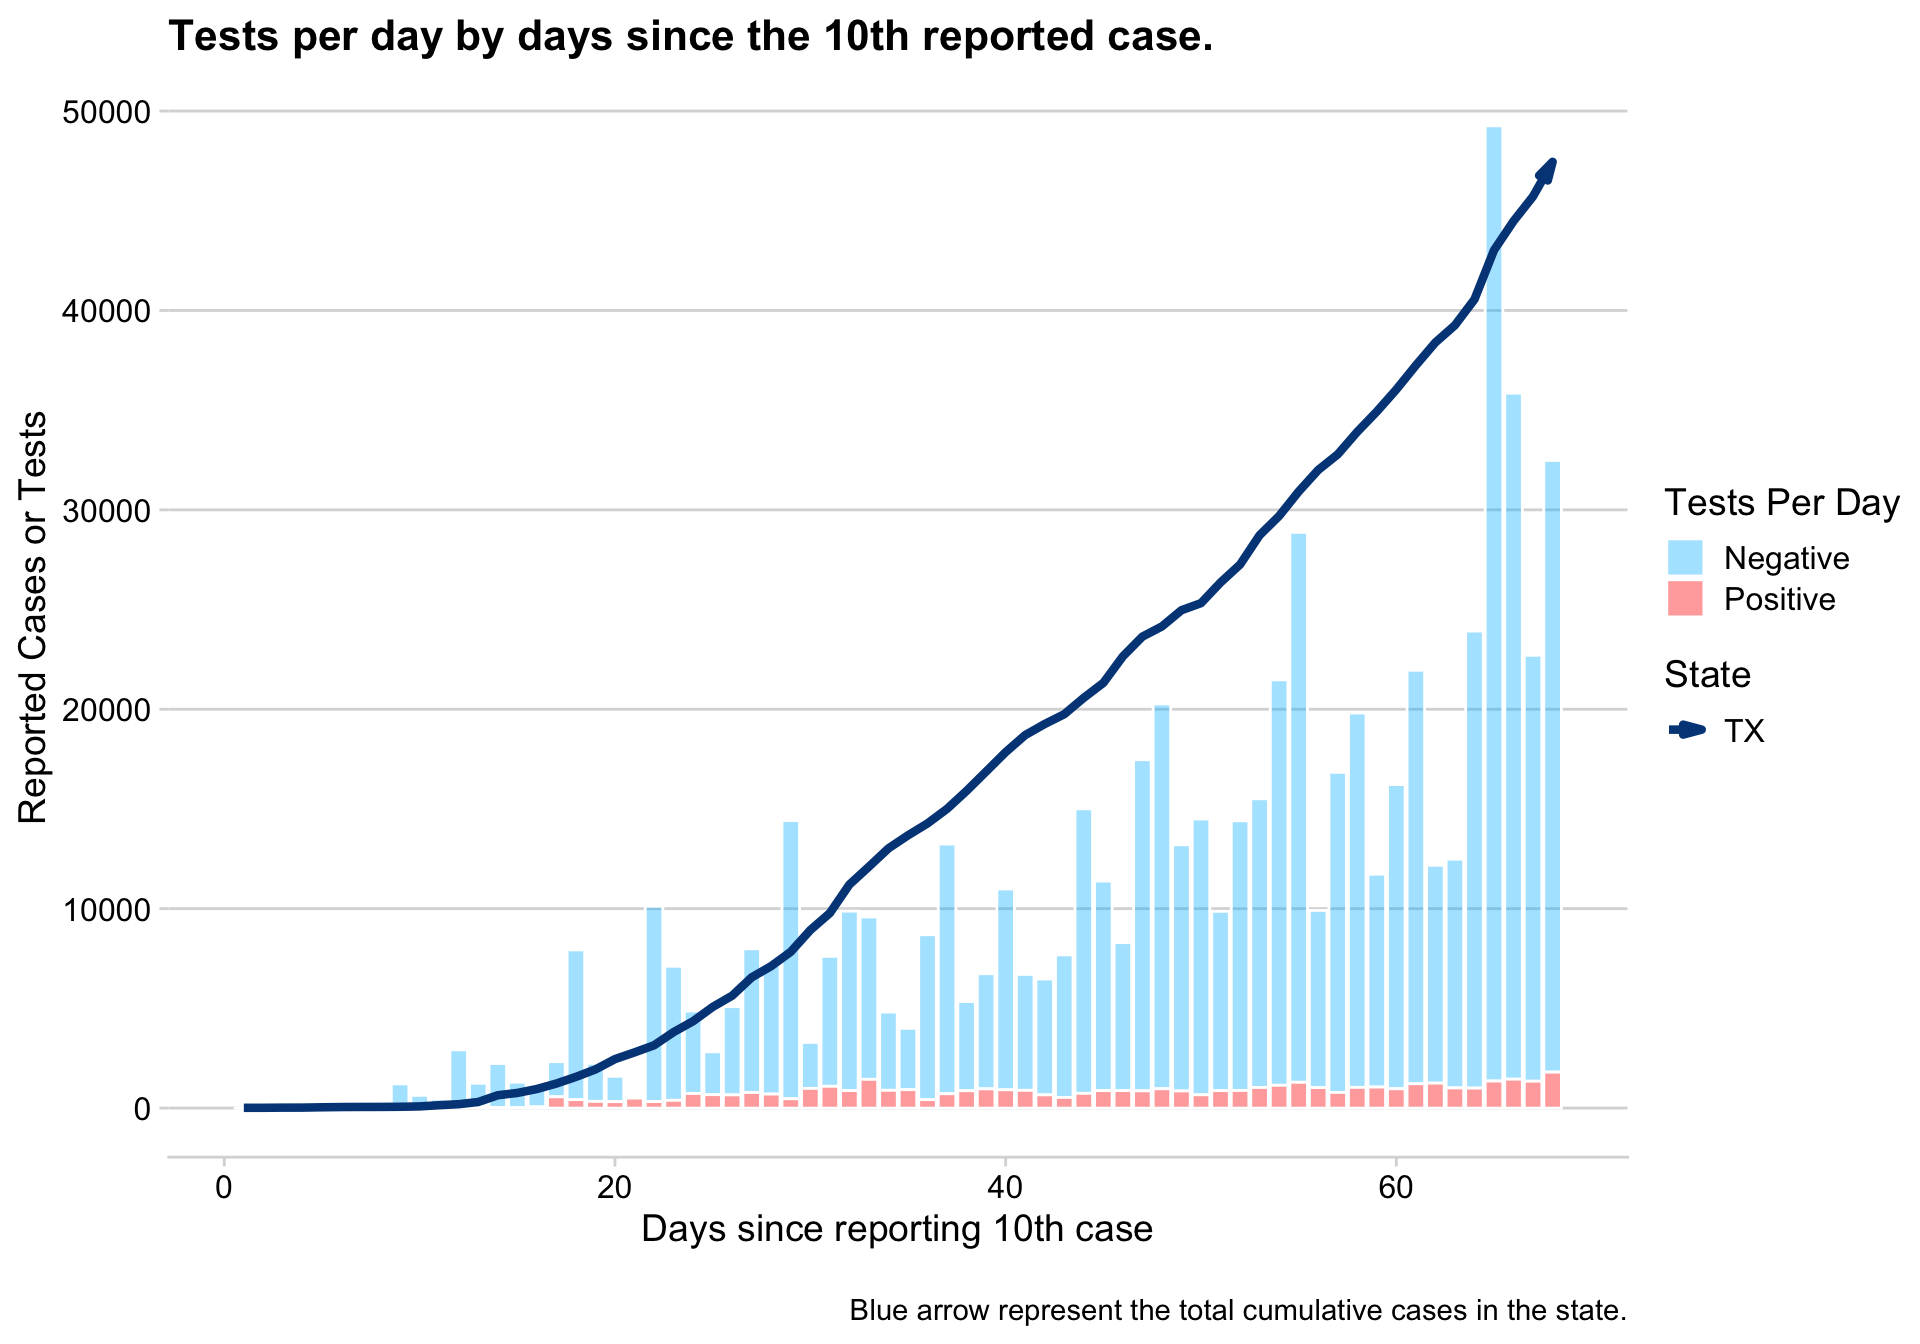 Tests per day by days since the 10th reported case.
50000
40000
30000
20000
10000
0
Reported Cases or Tests
0 20 40 60
Days since reporting 10th case
Tests Per Day
Negative
Positive
State
TX
Blue arrow represent the total cumulative cases in the state.